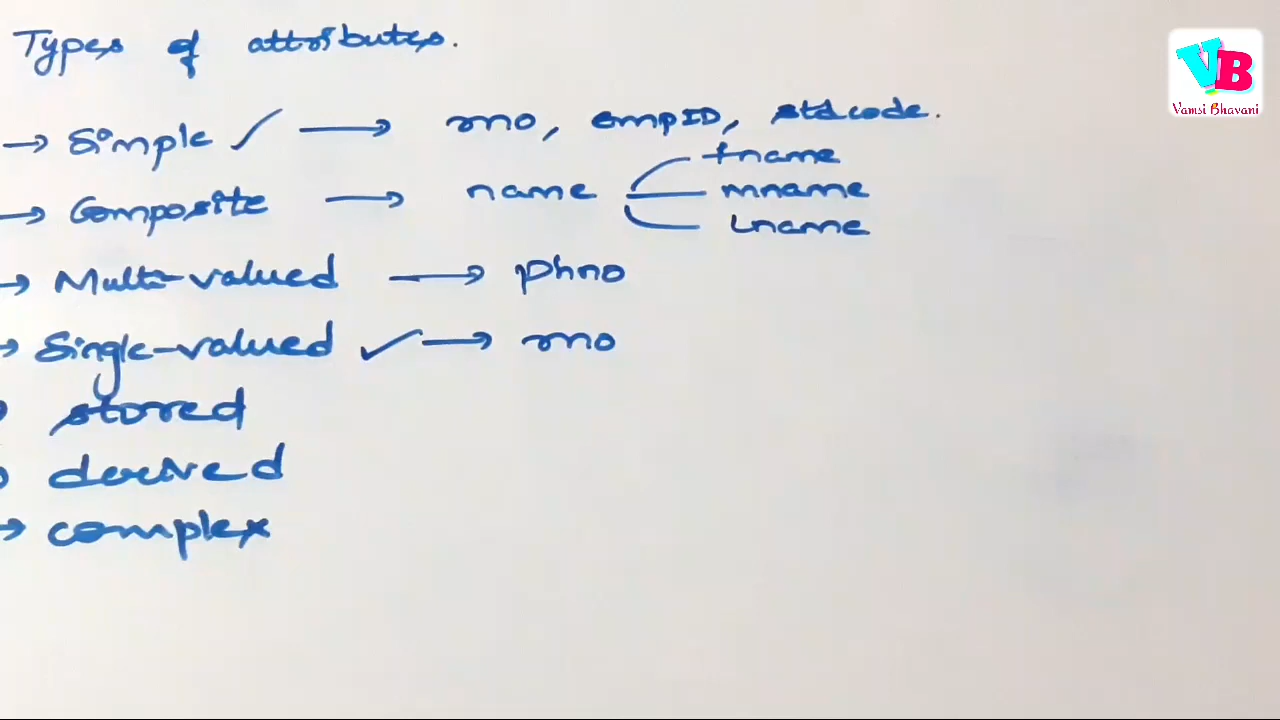 Types of attributes.
→ Simple ✓ → rno, empID, stdcode.
→ Composite → name
fname
mname
Lname
→ Multi-valued → phno
→ Single-valued ✓ → rno
stored
derived
→ complex
VB
Vamsi Bhavani